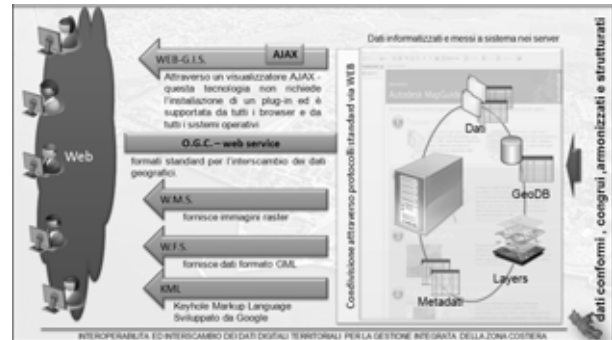 Web
WEB-G.I.S.
AJAX
Attraverso un visualizzatore AJAX -
questa tecnologia non richiede
l'installazione di un plug-in ed è
supportata da tutti i browser e da
tutti i sistemi operativi
O.G.C. – web service
formati standard per l'interscambio dei dati
geografici.
W.M.S.
fornisce immagini raster
W.F.S.
fornisce dati formato GML
KML
Keyhole Markup Language
Sviluppato da Google
Condivisione attraverso protocolli standard via WEB
Dati informatizzati e messi a sistema nei server
Autodesk MapGuide
Dati
GeoDB
Layers
Metadati
dati conformi , congrui ,armonizzati e strutturati
INTEROPERABILITA ED INTERSCAMBIO DEI DATI DIGITALI TERRITORIALI PER LA GESTIONE INTEGRATA DELLA ZONA COSTIERA